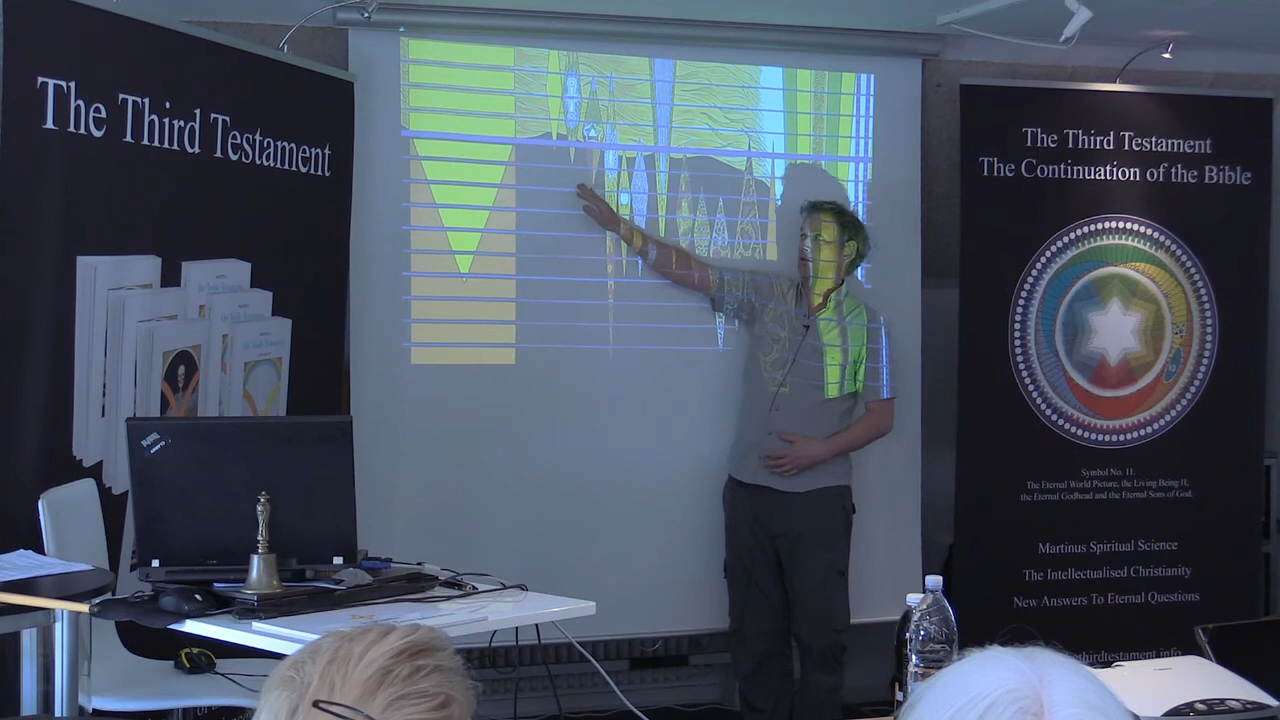 The Third Testament
The Third Testament
The Continuation of the Bible
Symbol No. 11.
The Eternal World Picture, the Living Being II,
the Eternal Godhead and the Eternal Sons of God.
Martinus Spiritual Science
The Intellectualised Christianity
New Answers To Eternal Questions
thirdtestament.info